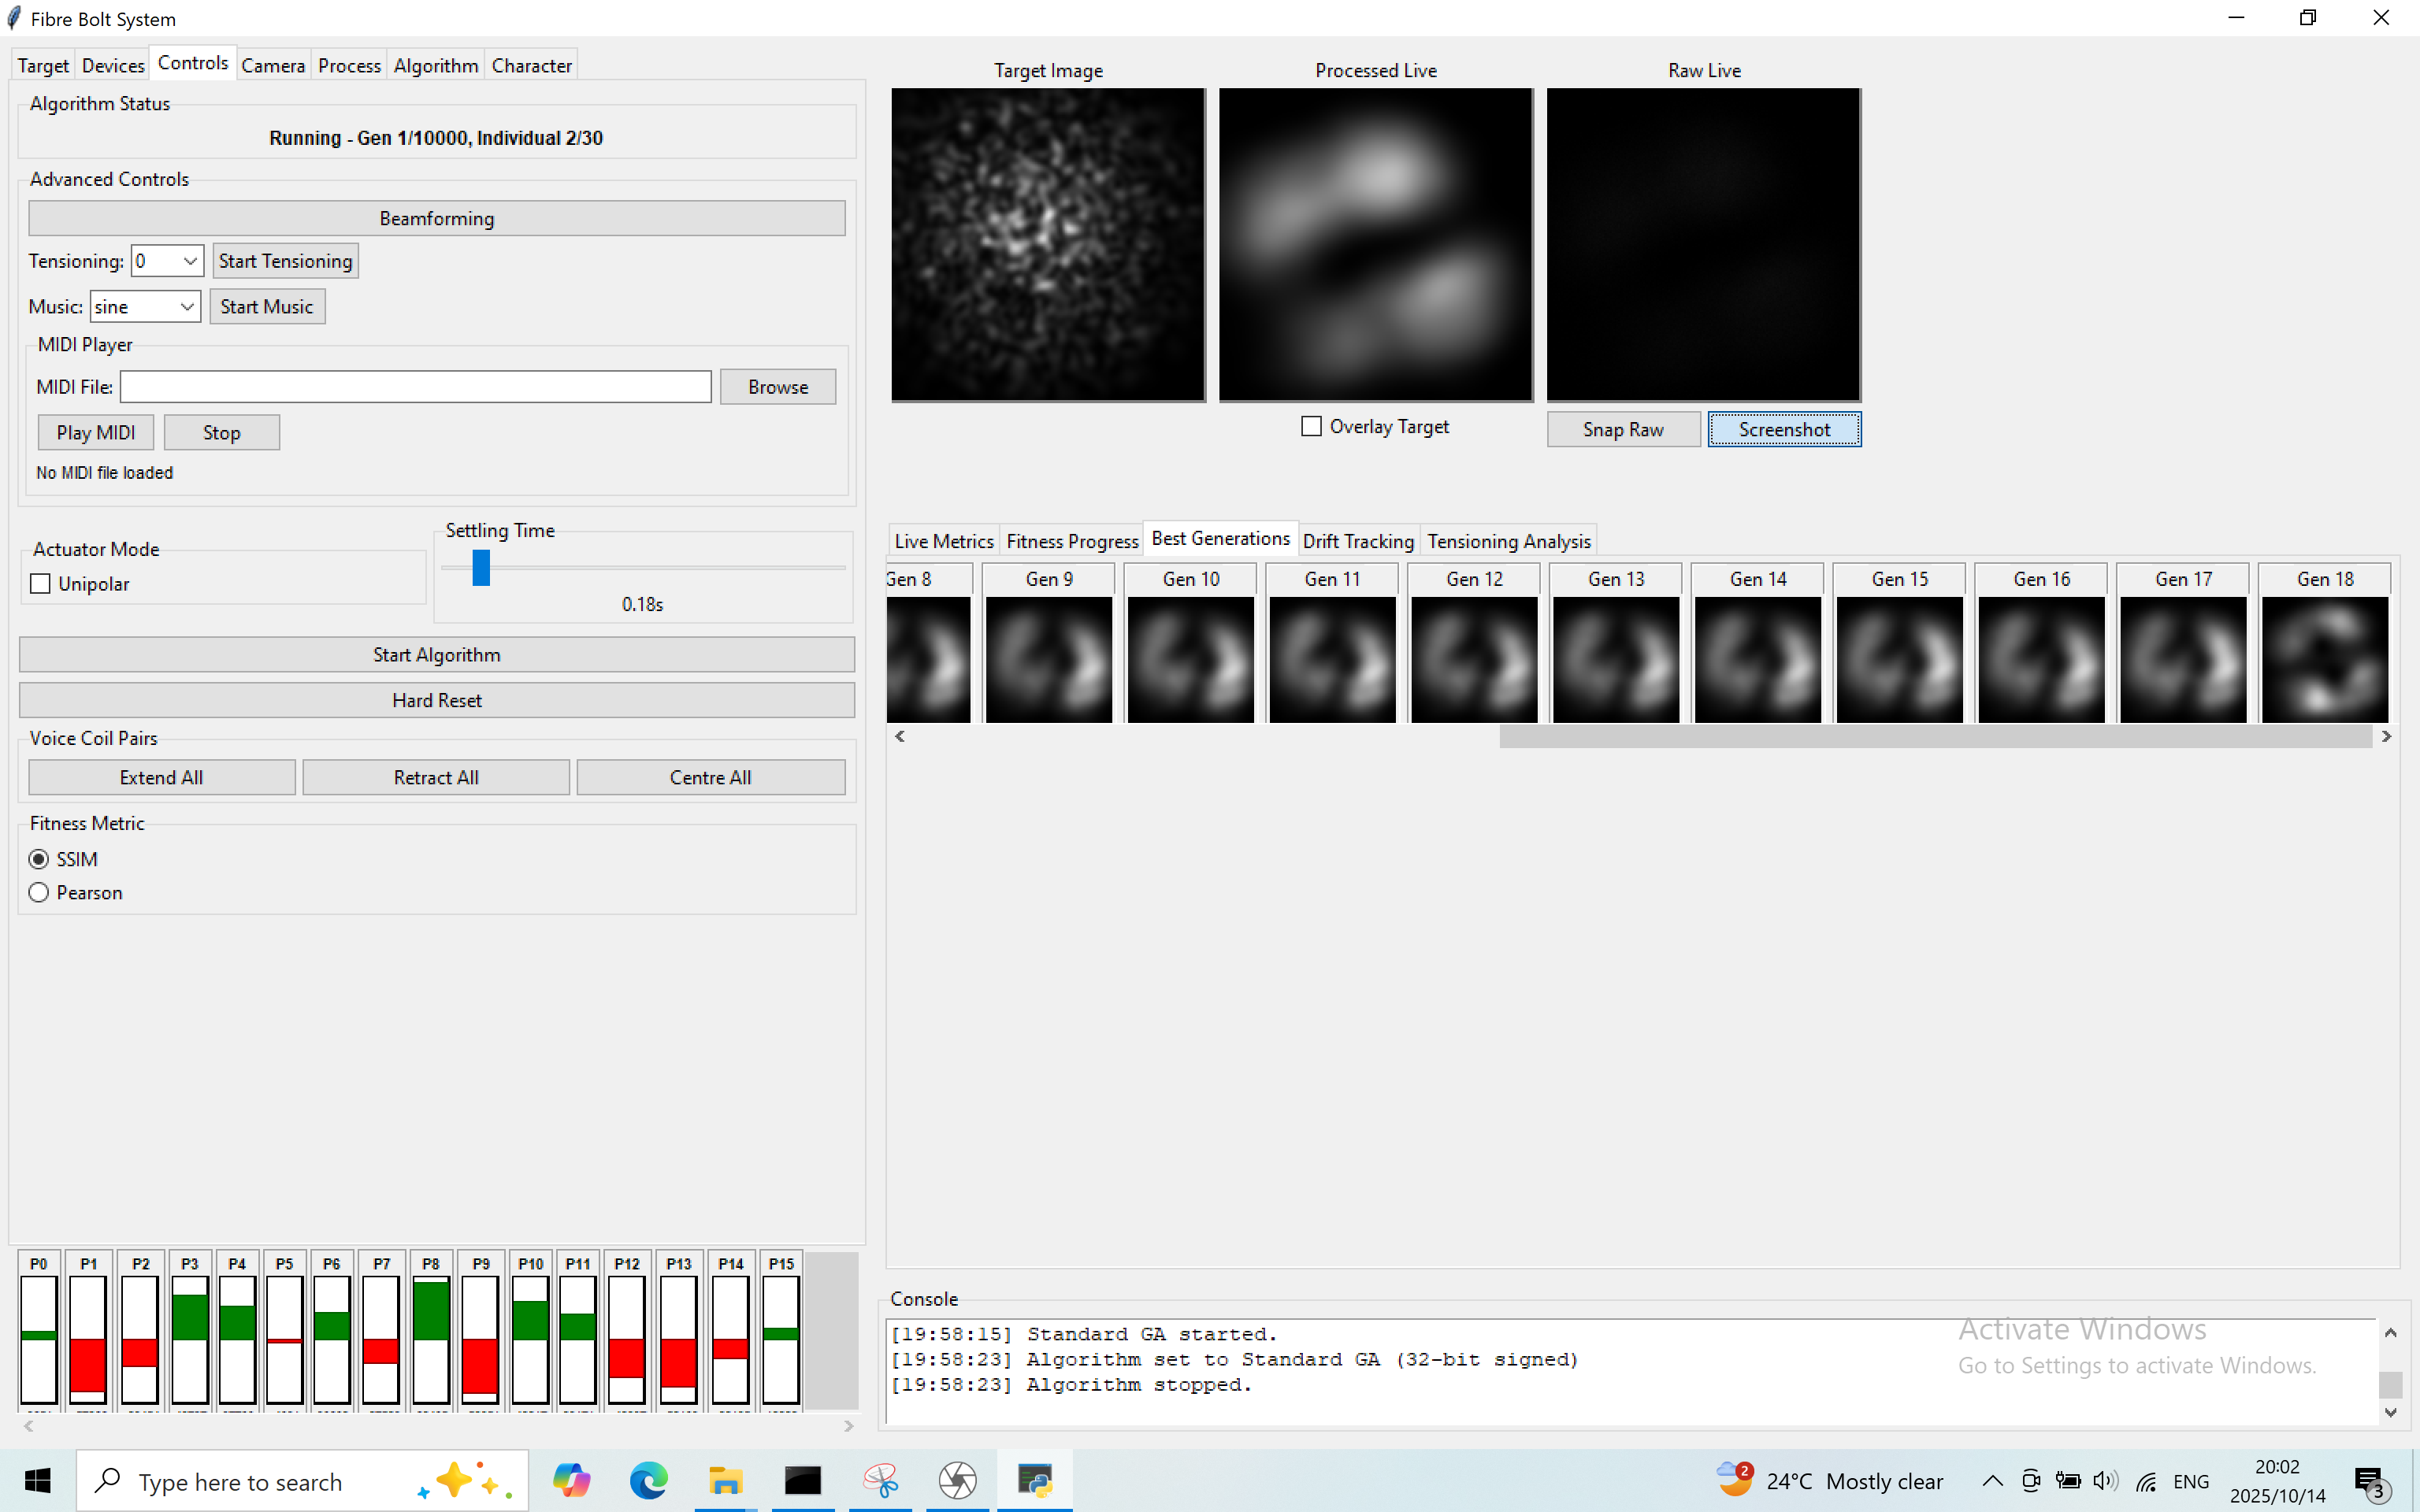 Fibre Bolt System
Target Devices Controls Camera Process Algorithm Character
Algorithm Status
Running - Gen 1/10000, Individual 2/30
Advanced Controls
Beamforming
Tensioning: 0 Start Tensioning
Music: sine Start Music
MIDI Player
MIDI File: Browse
Play MIDI Stop
No MIDI file loaded
Actuator Mode
Unipolar
Settling Time
0.18s
Start Algorithm
Hard Reset
Voice Coil Pairs
Extend All Retract All Centre All
Fitness Metric
SSIM
Pearson
P0 P1 P2 P3 P4 P5 P6 P7 P8 P9 P10 P11 P12 P13 P14 P15
Target Image Processed Live Raw Live
Overlay Target Snap Raw Screenshot
Live Metrics Fitness Progress Best Generations Drift Tracking Tensioning Analysis
Gen 8 Gen 9 Gen 10 Gen 11 Gen 12 Gen 13 Gen 14 Gen 15 Gen 16 Gen 17 Gen 18
Console
[19:58:15] Standard GA started.
[19:58:23] Algorithm set to Standard GA (32-bit signed)
[19:58:23] Algorithm stopped.
Activate Windows
Go to Settings to activate Windows.
Type here to search
2 24°C Mostly clear ENG 20:02
2025/10/14 3